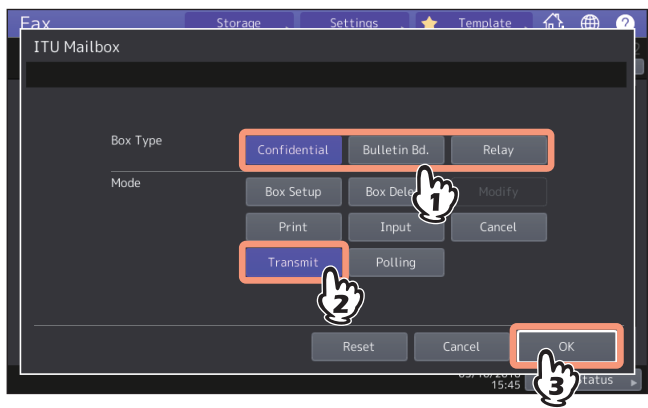 Fax Storage Settings Template ?
ITU Mailbox 2
Box Type Confidential Bulletin Bd. Relay
1
Mode Box Setup Modify
Print Input Cancel
Transmit Polling
2
Reset Cancel OK
15:45
3